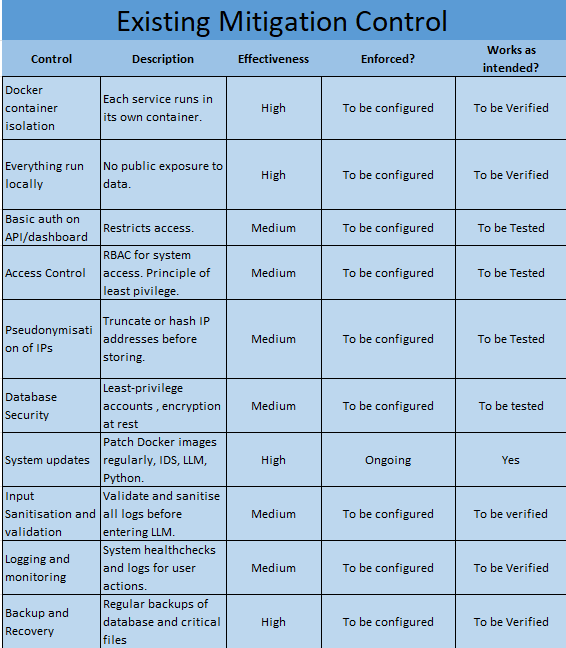 Existing Mitigation Control
Control Description Effectiveness Enforced? Works as
intended?
Docker
container
isolation
Each service runs in
its own container.
High
To be configured
To be Verified
Everything run
locally
No public exposure to
data.
High
To be configured
To be Verified
Basic auth on
API/dashboard
Restricts access.
Medium
To be configured
To be Tested
Access Control
RBAC for system
access. Principle of
least pivilege.
Medium
To be configured
To be Tested
Pseudonymisati
on of IPs
Truncate or hash IP
addresses before
storing.
Medium
To be configured
To be Tested
Database
Security
Least-privilege
accounts , encryption
at rest
Medium
To be configured
To be tested
System updates
Patch Docker images
regularly, IDS, LLM,
Python.
High
Ongoing
Yes
Input
Sanitisation and
validation
Validate and sanitise
all logs before
entering LLM.
Medium
To be configured
To be verified
Logging and
monitoring
System healthchecks
and logs for user
actions.
Medium
To be configured
To be Verified
Backup and
Recovery
Regular backups of
database and critical
files
High
To be configured
To be Verified